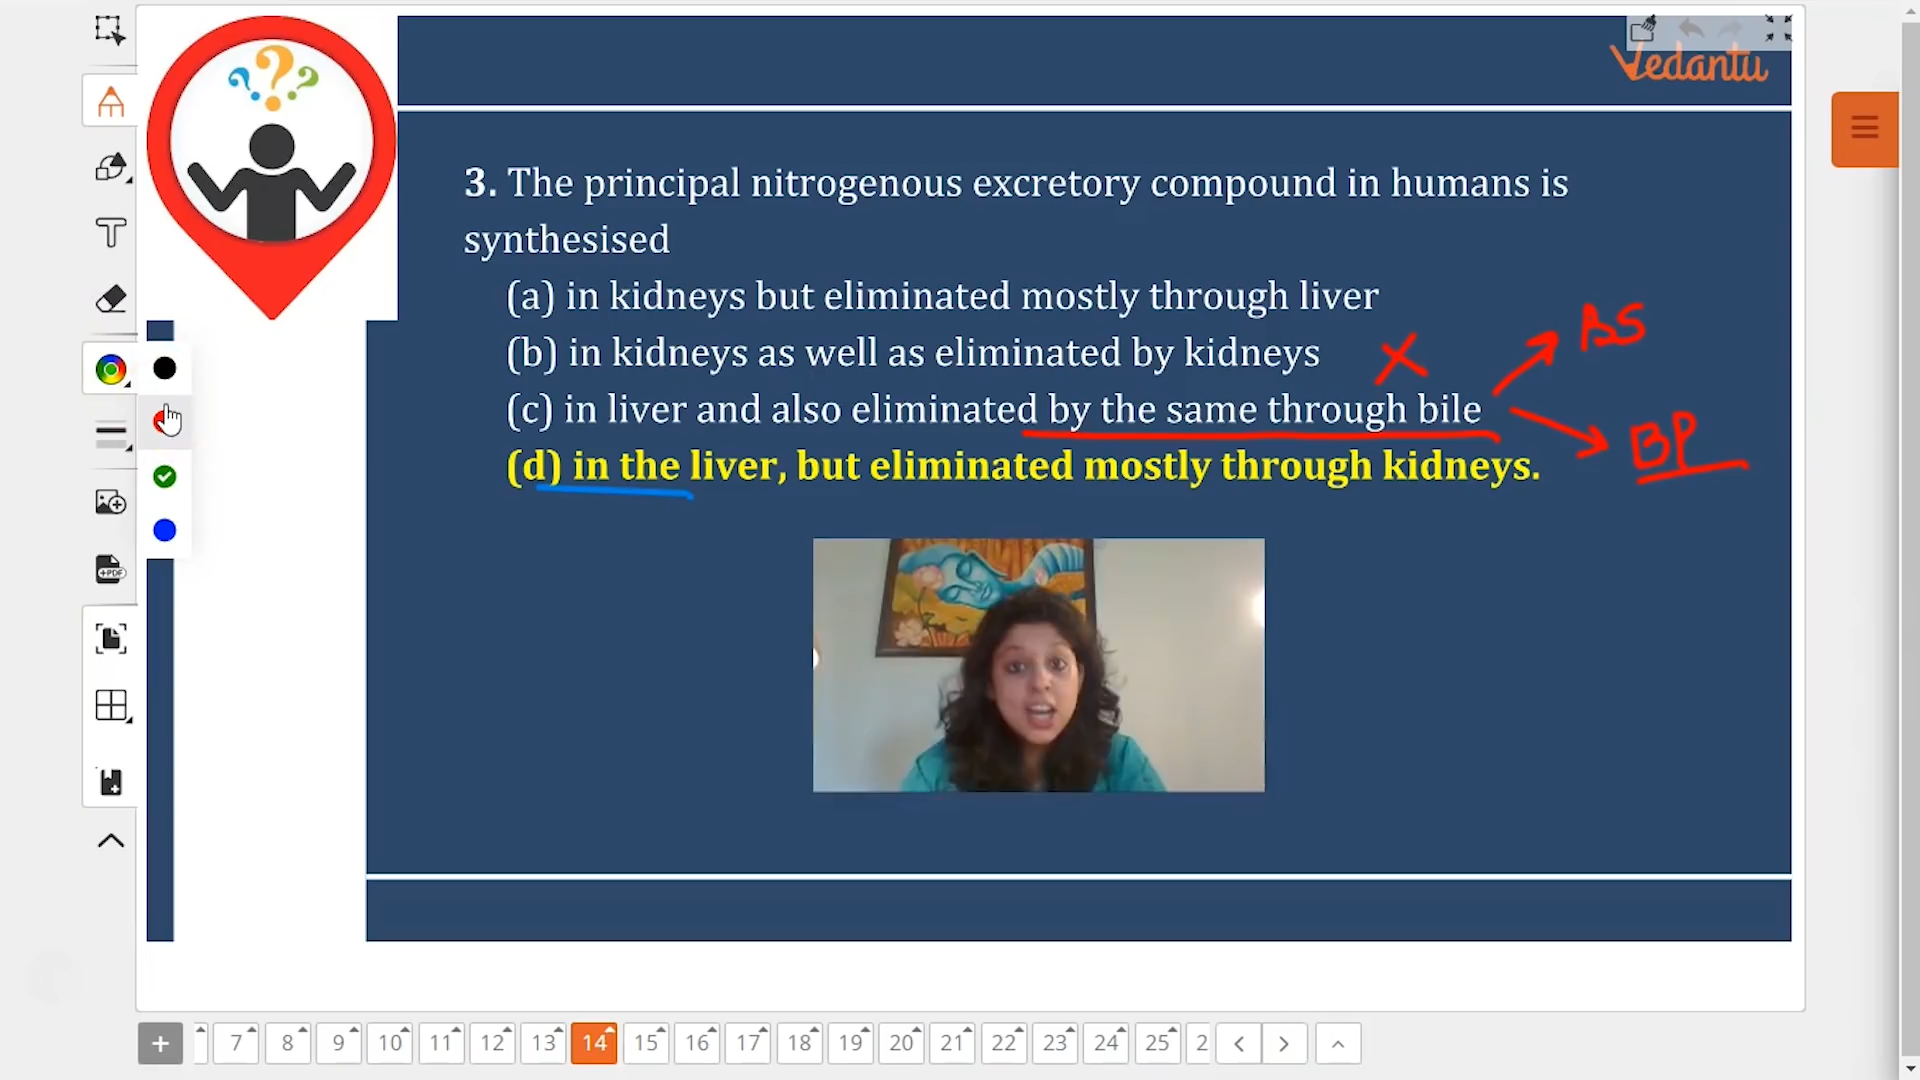 Vedantu
3. The principal nitrogenous excretory compound in humans is
synthesised
(a) in kidneys but eliminated mostly through liver
(b) in kidneys as well as eliminated by kidneys
(c) in liver and also eliminated by the same through bile
(d) in the liver, but eliminated mostly through kidneys.
BS
BP
+PDF
7 8 9 10 11 12 13 14 15 16 17 18 19 20 21 22 23 24 25 2